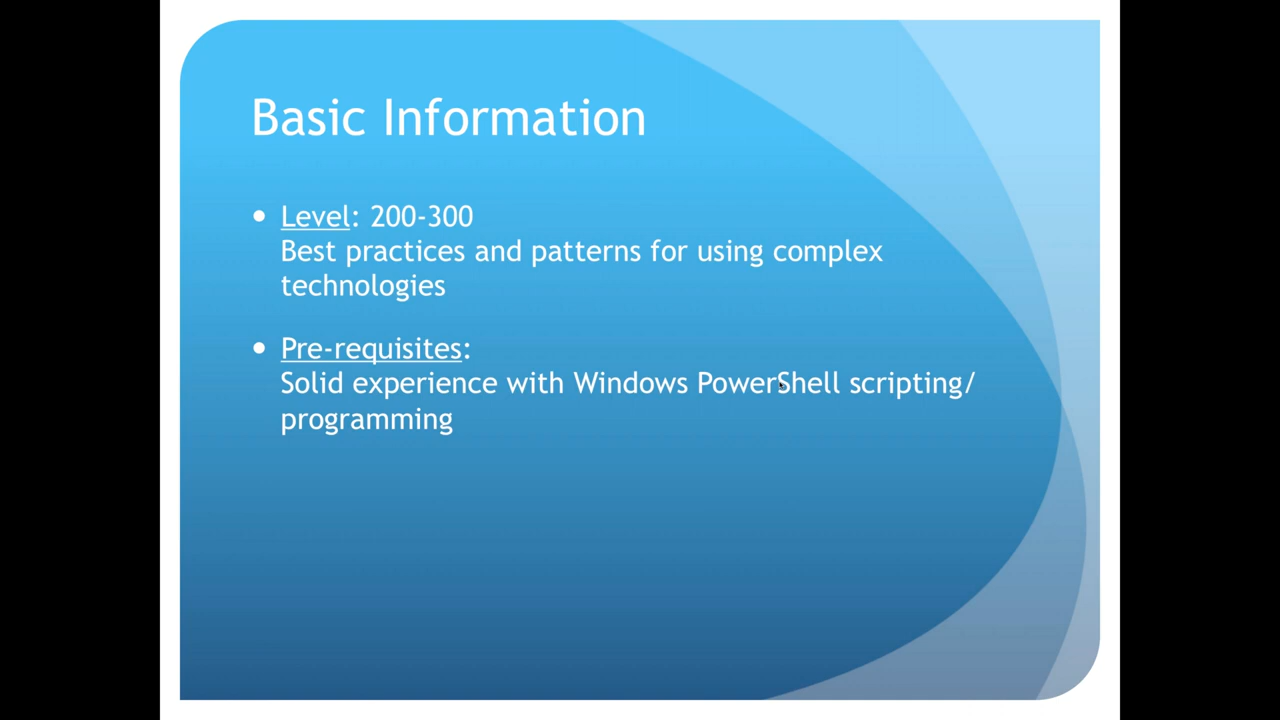 Basic Information
• Level: 200-300
Best practices and patterns for using complex
technologies
• Pre-requisites:
Solid experience with Windows PowerShell scripting/
programming